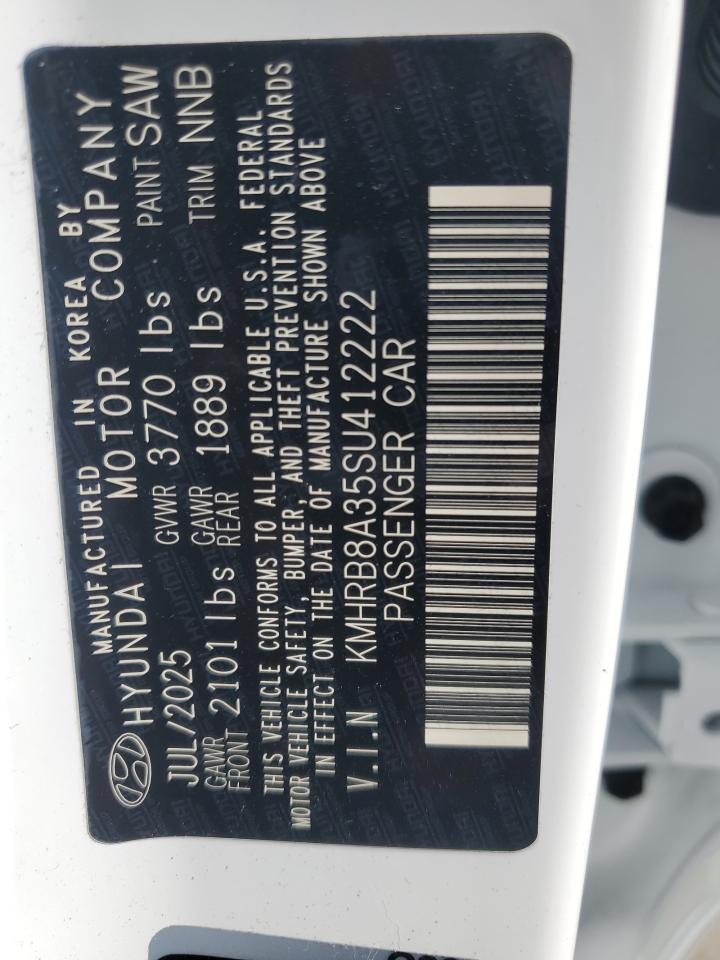 MANUFACTURED IN KOREA BY
HYUNDAI MOTOR COMPANY
JUL/2025 GVWR 3770 lbs PAINT SAW
GAWR FRONT 2101 lbs GAWR REAR 1889 lbs TRIM NNB
THIS VEHICLE CONFORMS TO ALL APPLICABLE U.S.A. FEDERAL
MOTOR VEHICLE SAFETY, BUMPER, AND THEFT PREVENTION STANDARDS
IN EFFECT ON THE DATE OF MANUFACTURE SHOWN ABOVE
V.I.N KMHRB8A35SU412222
PASSENGER CAR